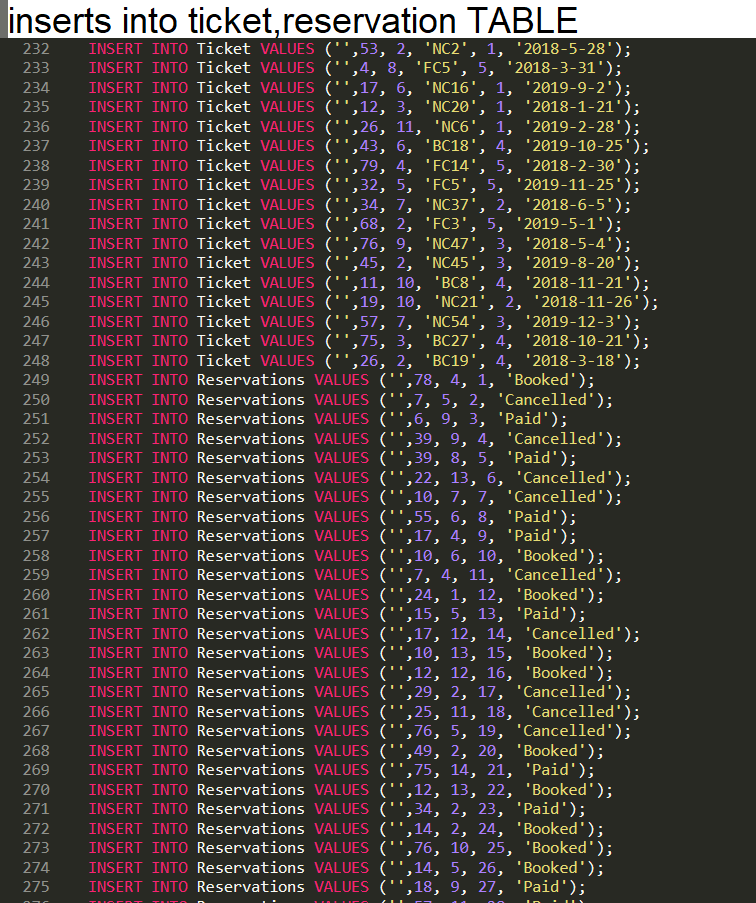 inserts into ticket,reservation TABLE
232 INSERT INTO Ticket VALUES ('',53, 2, 'NC2', 1, '2018-5-28');
233 INSERT INTO Ticket VALUES ('',4, 8, 'FC5', 5, '2018-3-31');
234 INSERT INTO Ticket VALUES ('',17, 6, 'NC16', 1, '2019-9-2');
235 INSERT INTO Ticket VALUES ('',12, 3, 'NC20', 1, '2018-1-21');
236 INSERT INTO Ticket VALUES ('',26, 11, 'NC6', 1, '2019-2-28');
237 INSERT INTO Ticket VALUES ('',43, 6, 'BC18', 4, '2019-10-25');
238 INSERT INTO Ticket VALUES ('',79, 4, 'FC14', 5, '2018-2-30');
239 INSERT INTO Ticket VALUES ('',32, 5, 'FC5', 5, '2019-11-25');
240 INSERT INTO Ticket VALUES ('',34, 7, 'NC37', 2, '2018-6-5');
241 INSERT INTO Ticket VALUES ('',68, 2, 'FC3', 5, '2019-5-1');
242 INSERT INTO Ticket VALUES ('',76, 9, 'NC47', 3, '2018-5-4');
243 INSERT INTO Ticket VALUES ('',45, 2, 'NC45', 3, '2019-8-20');
244 INSERT INTO Ticket VALUES ('',11, 10, 'BC8', 4, '2018-11-21');
245 INSERT INTO Ticket VALUES ('',19, 10, 'NC21', 2, '2018-11-26');
246 INSERT INTO Ticket VALUES ('',57, 7, 'NC54', 3, '2019-12-3');
247 INSERT INTO Ticket VALUES ('',75, 3, 'BC27', 4, '2018-10-21');
248 INSERT INTO Ticket VALUES ('',26, 2, 'BC19', 4, '2018-3-18');
249 INSERT INTO Reservations VALUES ('',78, 4, 1, 'Booked');
250 INSERT INTO Reservations VALUES ('',7, 5, 2, 'Cancelled');
251 INSERT INTO Reservations VALUES ('',6, 9, 3, 'Paid');
252 INSERT INTO Reservations VALUES ('',39, 9, 4, 'Cancelled');
253 INSERT INTO Reservations VALUES ('',39, 8, 5, 'Paid');
254 INSERT INTO Reservations VALUES ('',22, 13, 6, 'Cancelled');
255 INSERT INTO Reservations VALUES ('',10, 7, 7, 'Cancelled');
256 INSERT INTO Reservations VALUES ('',55, 6, 8, 'Paid');
257 INSERT INTO Reservations VALUES ('',17, 4, 9, 'Paid');
258 INSERT INTO Reservations VALUES ('',10, 6, 10, 'Booked');
259 INSERT INTO Reservations VALUES ('',7, 4, 11, 'Cancelled');
260 INSERT INTO Reservations VALUES ('',24, 1, 12, 'Booked');
261 INSERT INTO Reservations VALUES ('',15, 5, 13, 'Paid');
262 INSERT INTO Reservations VALUES ('',17, 12, 14, 'Cancelled');
263 INSERT INTO Reservations VALUES ('',10, 13, 15, 'Booked');
264 INSERT INTO Reservations VALUES ('',12, 12, 16, 'Booked');
265 INSERT INTO Reservations VALUES ('',29, 2, 17, 'Cancelled');
266 INSERT INTO Reservations VALUES ('',25, 11, 18, 'Cancelled');
267 INSERT INTO Reservations VALUES ('',76, 5, 19, 'Cancelled');
268 INSERT INTO Reservations VALUES ('',49, 2, 20, 'Booked');
269 INSERT INTO Reservations VALUES ('',75, 14, 21, 'Paid');
270 INSERT INTO Reservations VALUES ('',12, 13, 22, 'Booked');
271 INSERT INTO Reservations VALUES ('',34, 2, 23, 'Paid');
272 INSERT INTO Reservations VALUES ('',14, 2, 24, 'Booked');
273 INSERT INTO Reservations VALUES ('',76, 10, 25, 'Booked');
274 INSERT INTO Reservations VALUES ('',14, 5, 26, 'Booked');
275 INSERT INTO Reservations VALUES ('',18, 9, 27, 'Paid');